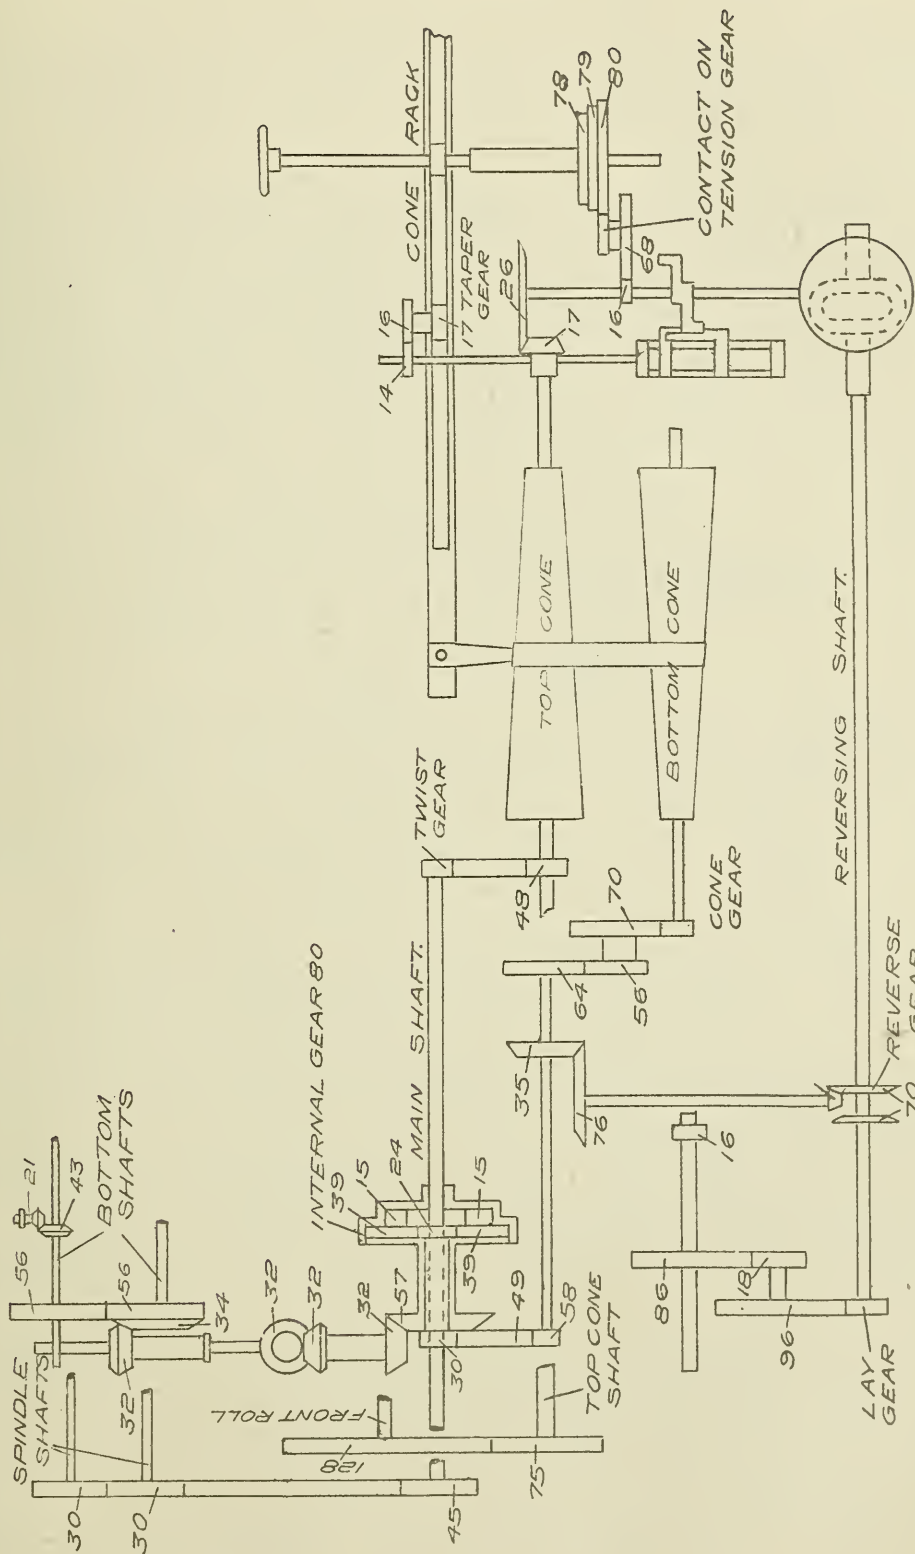 SPINDLE
SHAFTS
30
30
45
56
56
32
34
21
43
BOTTOM
SHAFTS
32
32
32
57
FRONT ROLL
128
75
TOP CONE
SHAFT
INTERNAL GEAR 80
39
15
24
15
39
30
49
58
MAIN SHAFT.
TWIST
GEAR
48
35
64
56
70
CONE
GEAR
76
16
86
18
96
LAY
GEAR
REVERSE
70
REVERSING SHAFT.
TOP CONE
BOTTOM CONE
CONE RACK
14
16
17 TAPER
GEAR
26
17
16
68
78
79
80
CONTACT ON
TENSION GEAR